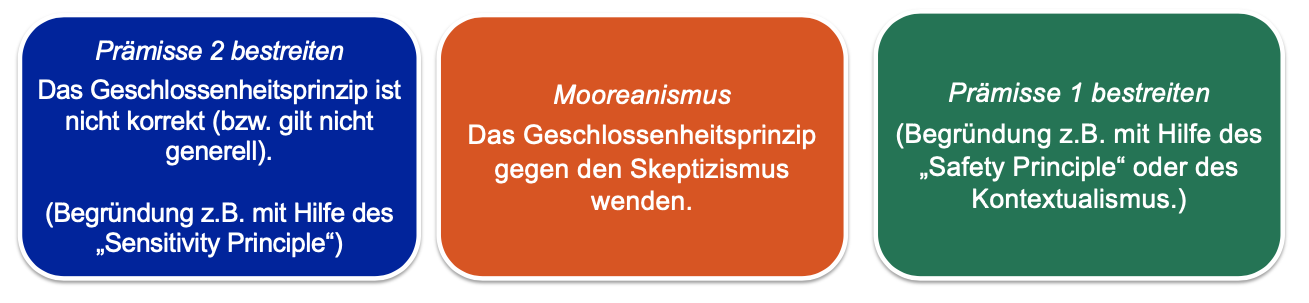 Prämisse 2 bestreiten
Das Geschlossenheitsprinzip ist
nicht korrekt (bzw. gilt nicht
generell).
(Begründung z.B. mit Hilfe des
„Sensitivity Principle“)
Mooreanismus
Das Geschlossenheitsprinzip
gegen den Skeptizismus
wenden.
Prämisse 1 bestreiten
(Begründung z.B. mit Hilfe des
„Safety Principle“ oder des
Kontextualismus.)